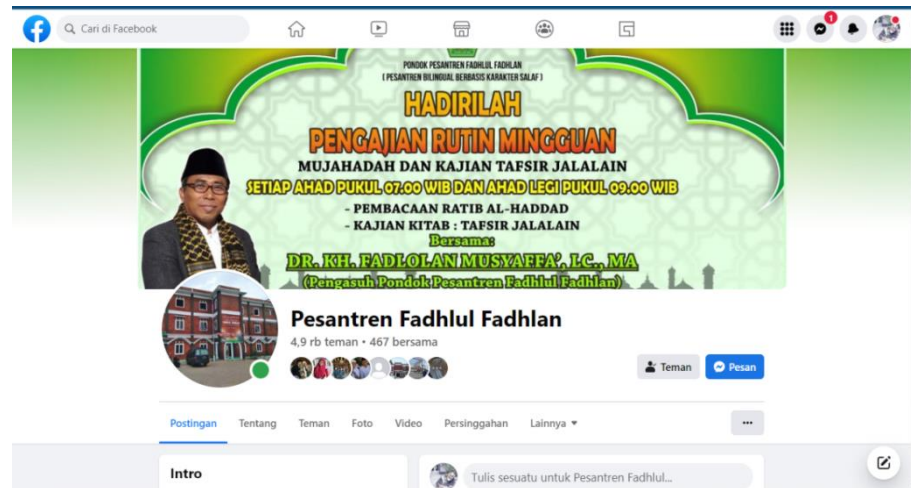 Cari di Facebook
1
PONDOK PESANTREN FADHLUL FADHLAN
( PESANTREN BILINGUAL BERBASIS KARAKTER SALAF )
HADIRILAH
PENGAJIAN RUTIN MINGGUAN
MUJAHADAH DAN KAJIAN TAFSIR JALALAIN
SETIAP AHAD PUKUL 07.00 WIB DAN AHAD LEGI PUKUL 09.00 WIB
- PEMBACAAN RATIB AL-HADDAD
- KAJIAN KITAB : TAFSIR JALALAIN
Bersama:
DR. KH. FADLOLAN MUSYAFFA', LC., MA
(Pengasuh Pondok Pesantren Fadhlul Fadhlan)
Pesantren Fadhlul Fadhlan
4,9 rb teman • 467 bersama
Teman
Pesan
Postingan Tentang Teman Foto Video Persinggahan Lainnya
Intro
Tulis sesuatu untuk Pesantren Fadhlul...